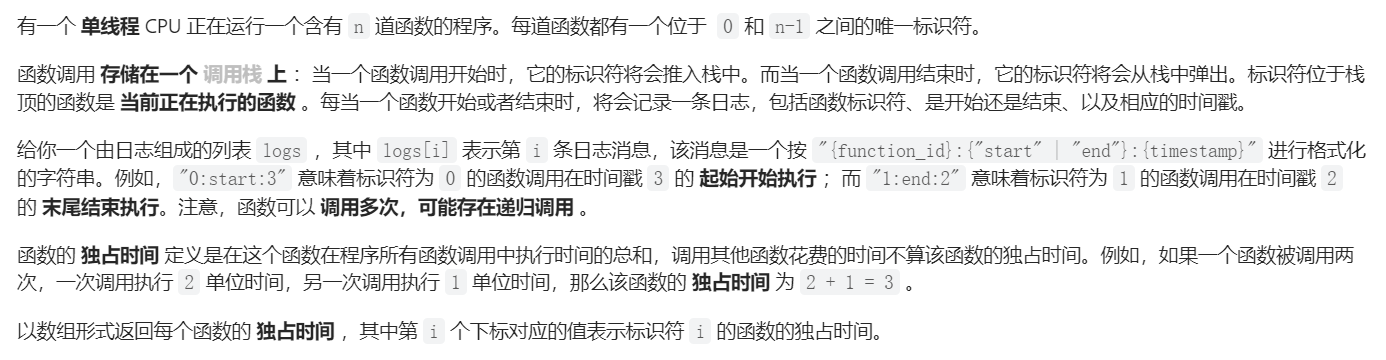 有一个 单线程 CPU 正在运行一个含有 n 道函数的程序。每道函数都有一个位于 0 和 n-1 之间的唯一标识符。
函数调用 存储在一个 调用栈 上 ：当一个函数调用开始时，它的标识符将会推入栈中。而当一个函数调用结束时，它的标识符将会从栈中弹出。标识符位于栈
顶的函数是 当前正在执行的函数 。每当一个函数开始或者结束时，将会记录一条日志，包括函数标识符、是开始还是结束、以及相应的时间戳。
给你一个由日志组成的列表 logs ，其中 logs[i] 表示第 i 条日志消息，该消息是一个按 "{function_id}:{"start" | "end"}:{timestamp}" 进行格式化
的字符串。例如，"0:start:3" 意味着标识符为 0 的函数调用在时间戳 3 的 起始开始执行 ；而 "1:end:2" 意味着标识符为 1 的函数调用在时间戳 2
的 末尾结束执行。注意，函数可以 调用多次，可能存在递归调用 。
函数的 独占时间 定义是在这个函数在程序所有函数调用中执行时间的总和，调用其他函数花费的时间不算该函数的独占时间。例如，如果一个函数被调用两
次，一次调用执行 2 单位时间，另一次调用执行 1 单位时间，那么该函数的 独占时间 为 2 + 1 = 3 。
以数组形式返回每个函数的 独占时间 ，其中第 i 个下标对应的值表示标识符 i 的函数的独占时间。